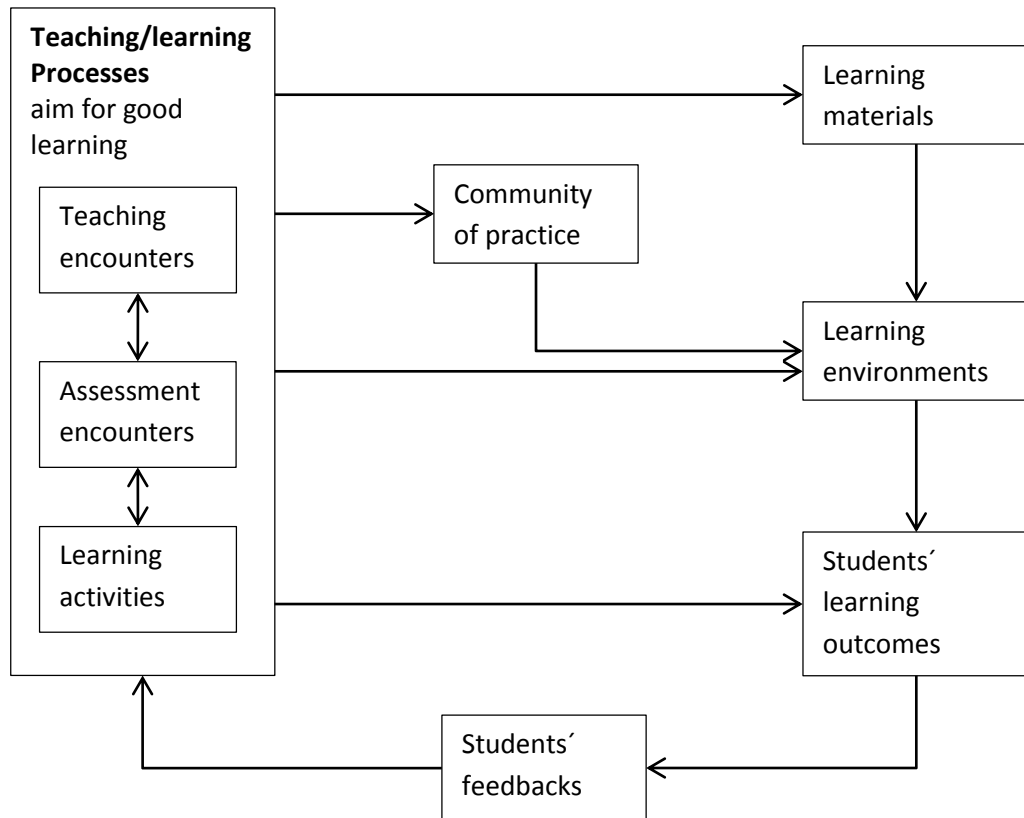 Teaching/learning
Processes
aim for good
learning
Teaching
encounters
Assessment
encounters
Learning
activities
Community
of practice
Learning
materials
Learning
environments
Students´
learning
outcomes
Students´
feedbacks